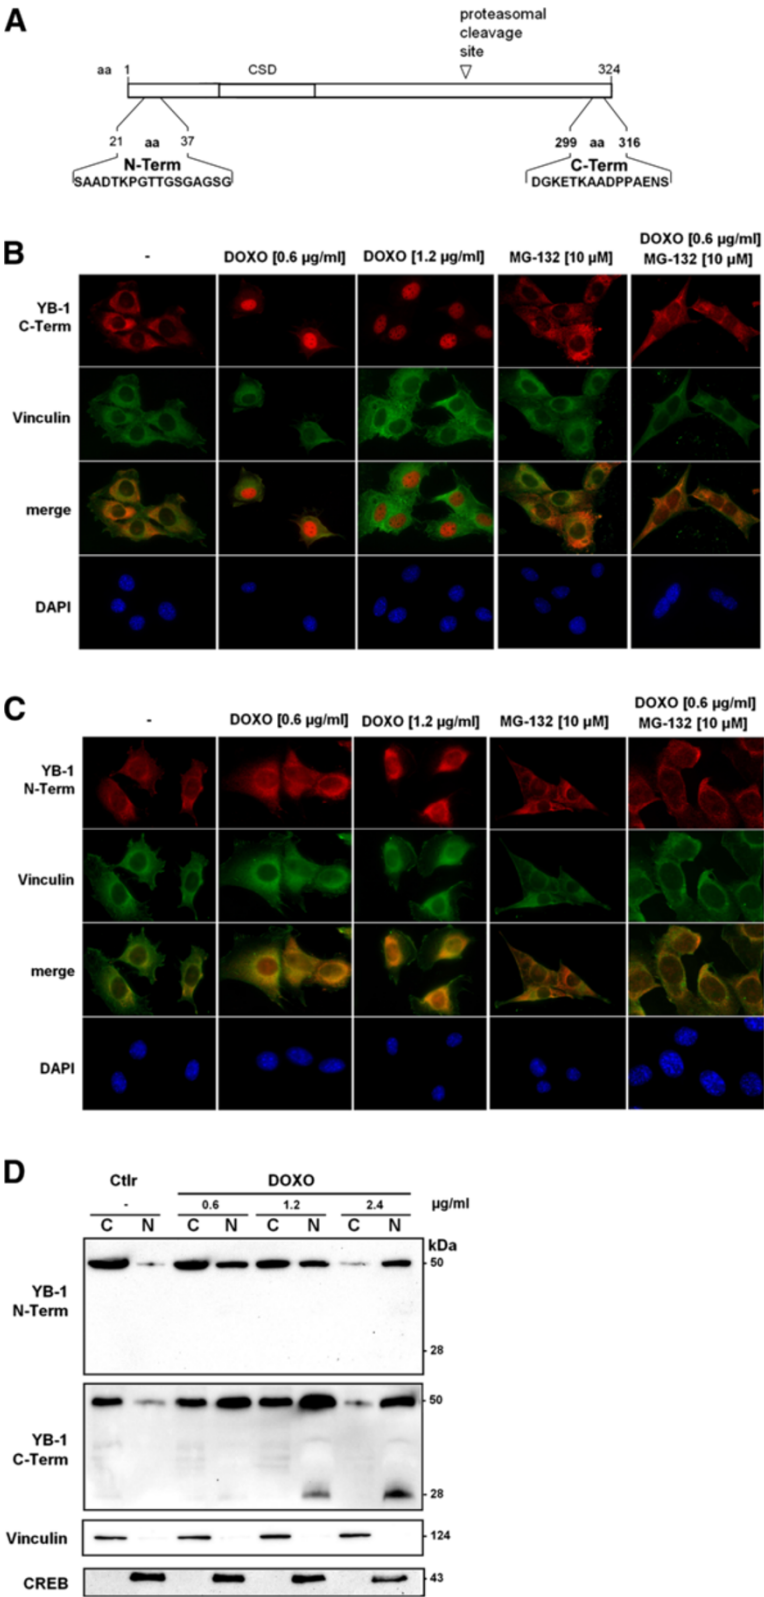 A
proteasomal
cleavage
site
aa 1 CSD 324
21 aa 37 299 aa 316
N-Term C-Term
SAADTKPGTTGSGAGSG DGKETKAADPPAENS
B
- DOXO [0.6 µg/ml] DOXO [1.2 µg/ml] MG-132 [10 µM] DOXO [0.6 µg/ml]
MG-132 [10 µM]
YB-1
C-Term
Vinculin
merge
DAPI
C
- DOXO [0.6 µg/ml] DOXO [1.2 µg/ml] MG-132 [10 µM] DOXO [0.6 µg/ml]
MG-132 [10 µM]
YB-1
N-Term
Vinculin
merge
DAPI
D
Ctlr DOXO
- 0.6 1.2 2.4 µg/ml
C N C N C N C N
kDa
YB-1
N-Term
50
28
YB-1
C-Term
50
28
Vinculin 124
CREB 43